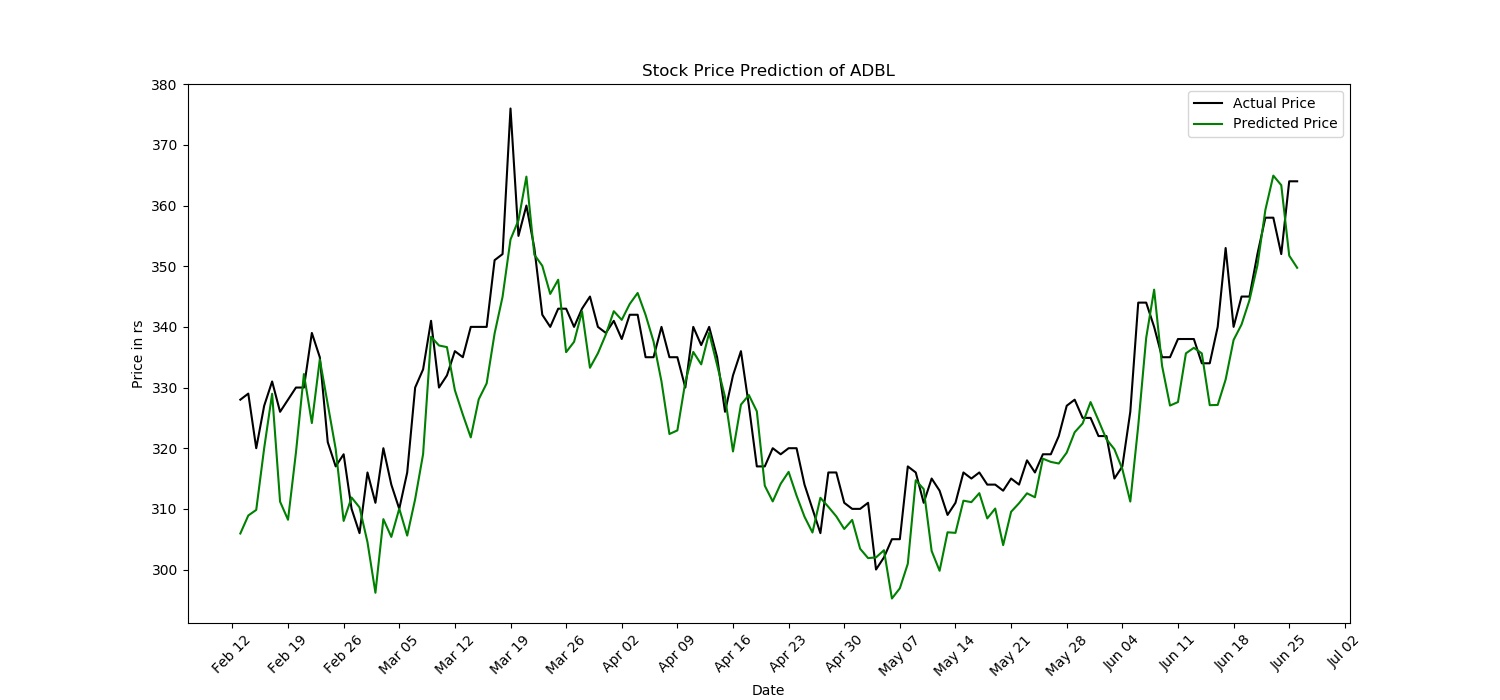 Stock Price Prediction of ADBL
Actual Price
Predicted Price
Price in rs
380
370
360
350
340
330
320
310
300
Feb 12
Feb 19
Feb 26
Mar 05
Mar 12
Mar 19
Mar 26
Apr 02
Apr 09
Apr 16
Apr 23
Apr 30
May 07
May 14
May 21
May 28
Jun 04
Jun 11
Jun 18
Jun 25
Jul 02
Date